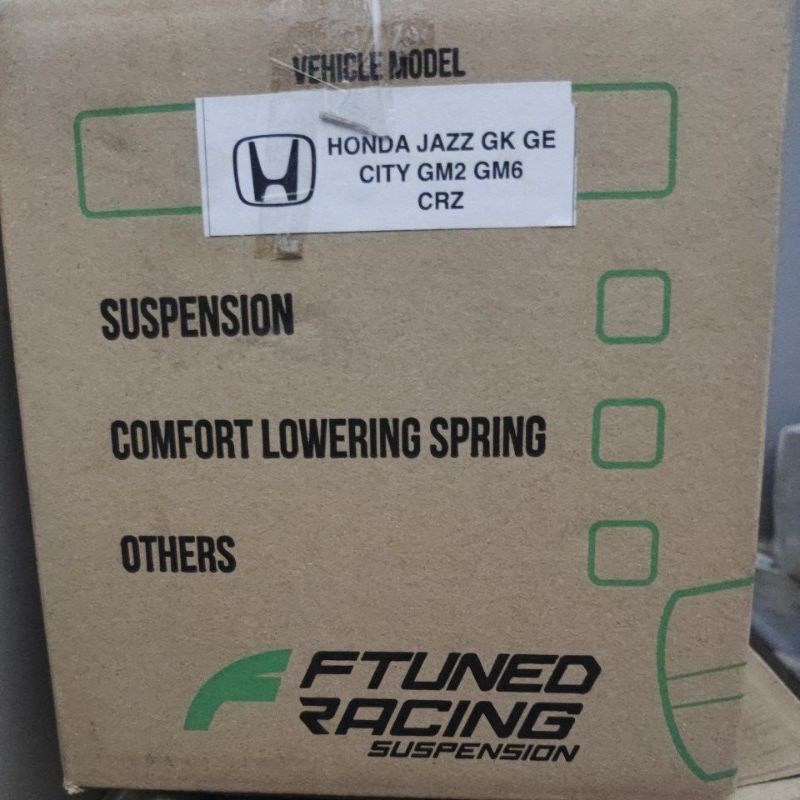 VEHICLE MODEL
HONDA JAZZ GK GE
CITY GM2 GM6
CRZ
SUSPENSION
COMFORT LOWERING SPRING
OTHERS
FTUNED
RACING
SUSPENSION